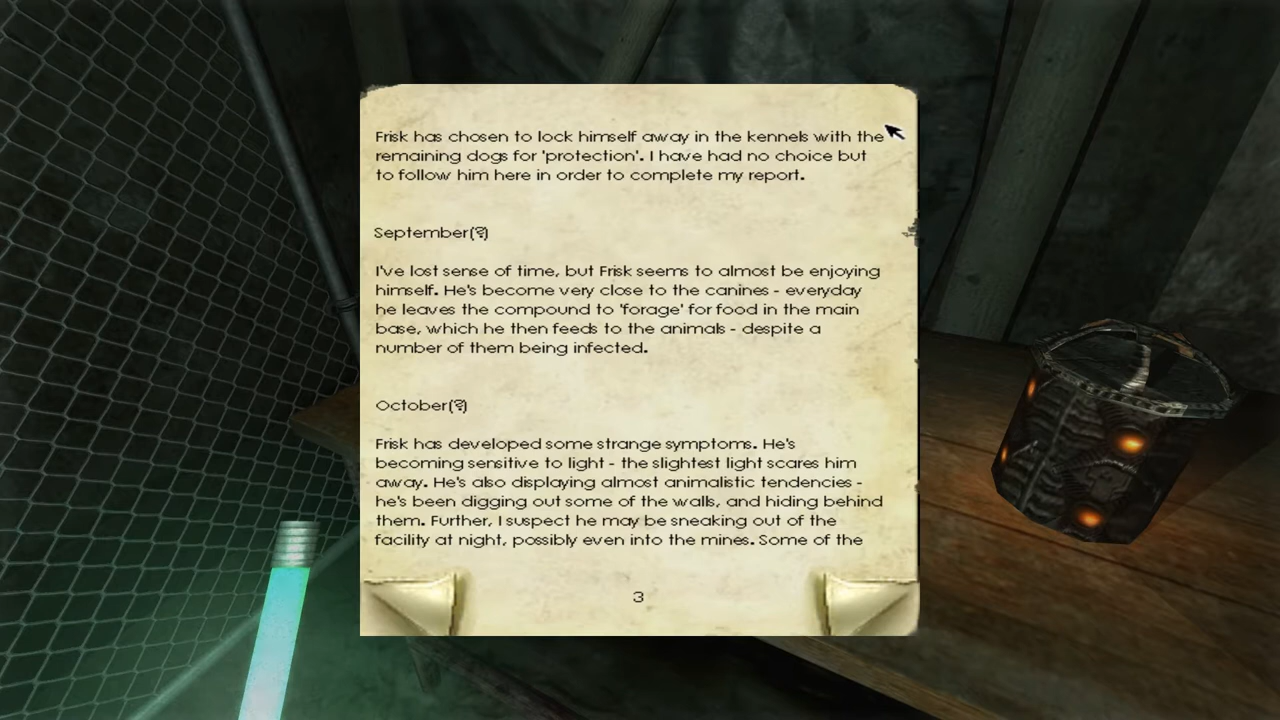 Frisk has chosen to lock himself away in the kennels with the
remaining dogs for 'protection'. I have had no choice but
to follow him here in order to complete my report.
September(?)
I've lost sense of time, but Frisk seems to almost be enjoying
himself. He's become very close to the canines - everyday
he leaves the compound to 'forage' for food in the main
base, which he then feeds to the animals - despite a
number of them being infected.
October(?)
Frisk has developed some strange symptoms. He's
becoming sensitive to light - the slightest light scares him
away. He's also displaying almost animalistic tendencies -
he's been digging out some of the walls, and hiding behind
them. Further, I suspect he may be sneaking out of the
facility at night, possibly even into the mines. Some of the
3